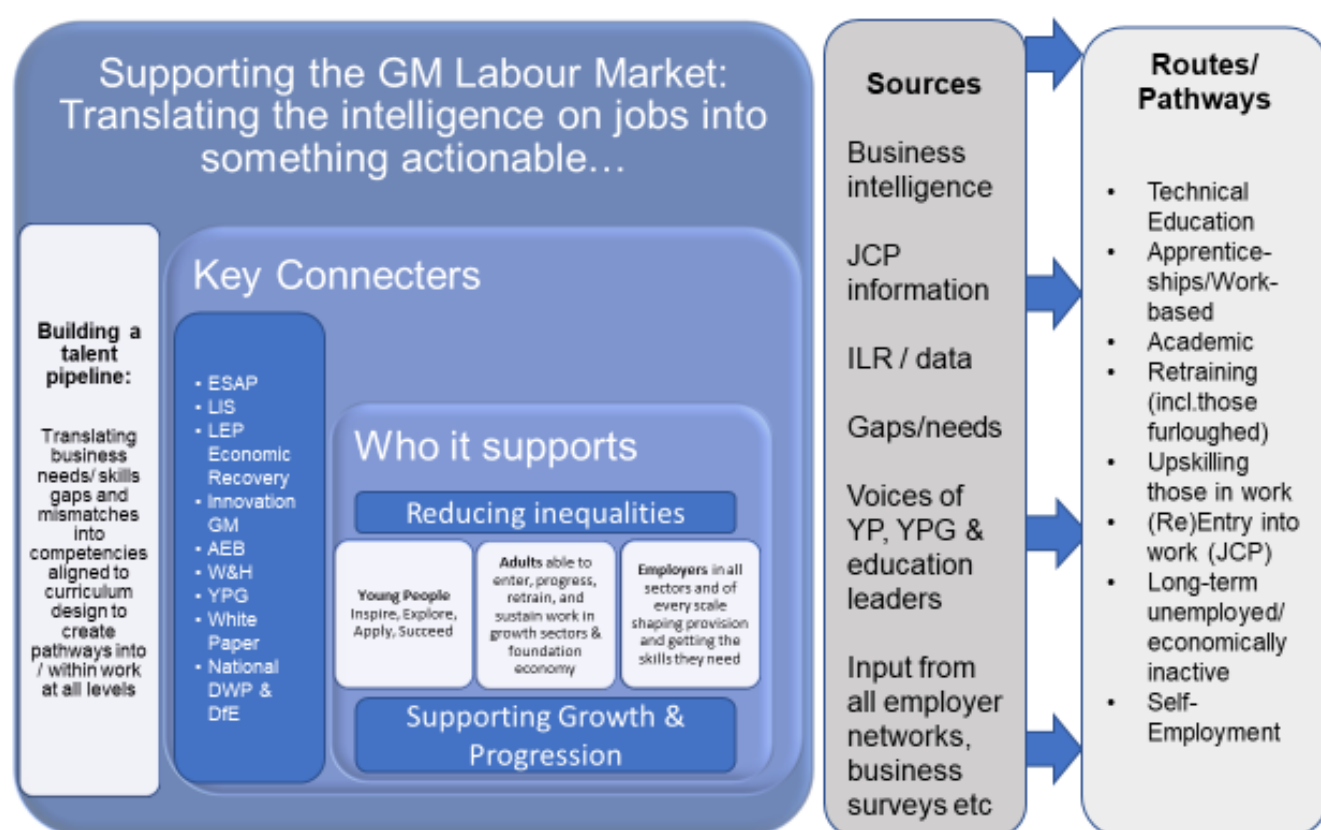 Supporting the GM Labour Market:
Translating the intelligence on jobs into
something actionable…
Building a
talent
pipeline:
Translating
business
needs/ skills
gaps and
mismatches
into
competencies
aligned to
curriculum
design to
create
pathways into
/ within work
at all levels
Key Connecters
• ESAP
• LIS
• LEP
Economic
Recovery
• Innovation
GM
• AEB
• W&H
• YPG
• White
Paper
• National
DWP &
DfE
Who it supports
Reducing inequalities
Young People
Inspire, Explore,
Apply, Succeed
Adults able to
enter, progress,
retrain, and
sustain work in
growth sectors &
foundation
economy
Employers in all
sectors and of
every scale
shaping provision
and getting the
skills they need
Supporting Growth &
Progression
Sources
Business
intelligence
JCP
information
ILR / data
Gaps/needs
Voices of
YP, YPG &
education
leaders
Input from
all employer
networks,
business
surveys etc
Routes/
Pathways
• Technical
Education
• Apprentice-
ships/Work-
based
• Academic
• Retraining
(incl.those
furloughed)
• Upskilling
those in work
• (Re)Entry into
work (JCP)
• Long-term
unemployed/
economically
inactive
• Self-
Employment